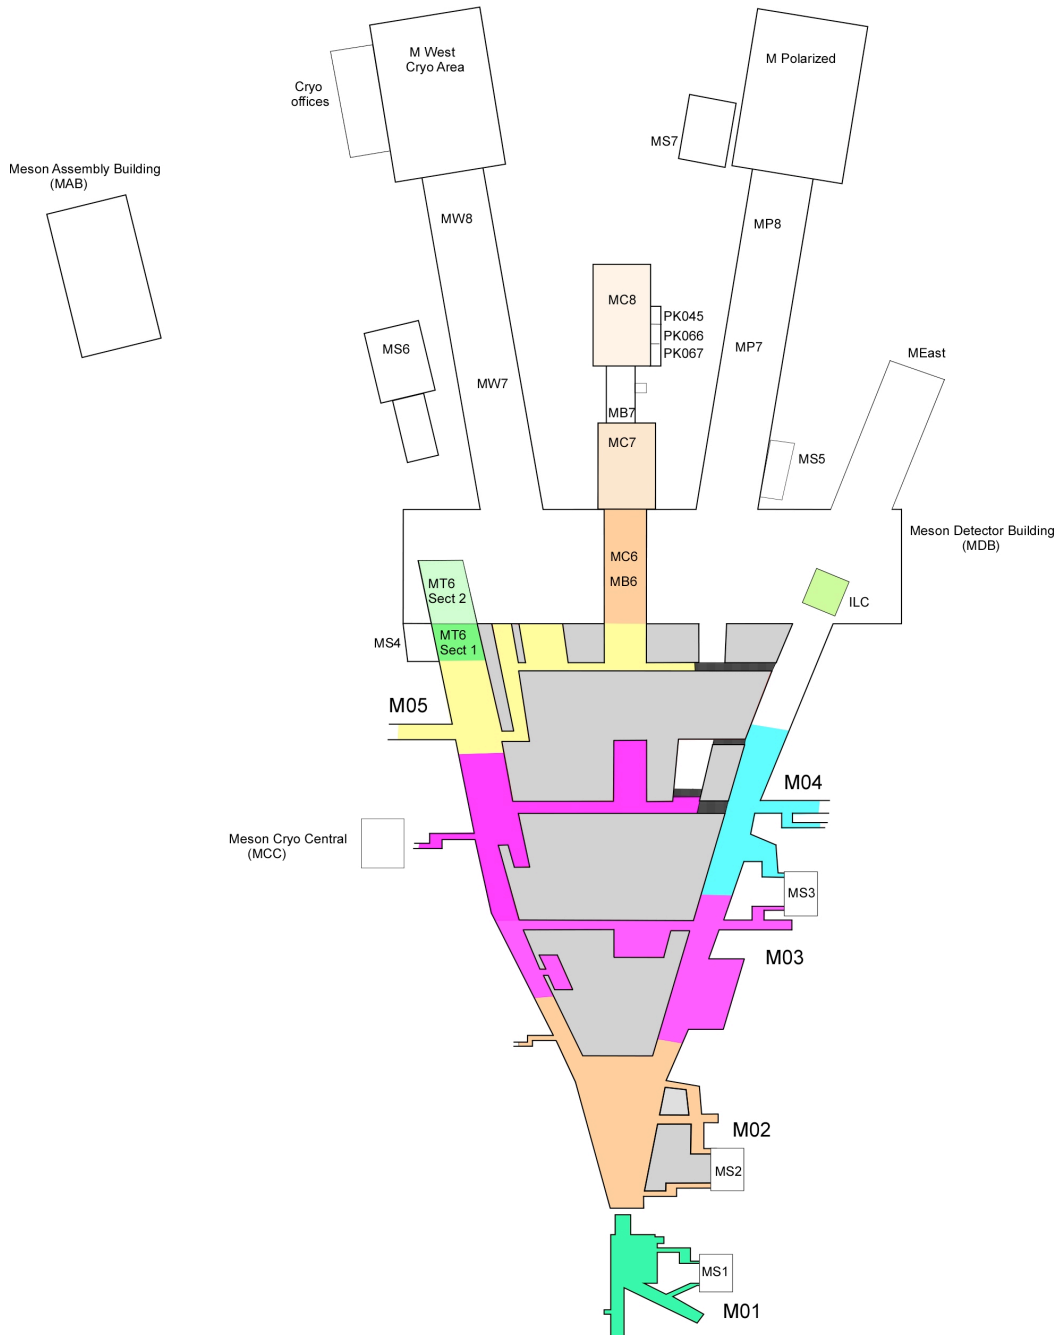 M West
Cryo Area
M Polarized
Cryo
offices
MS7
Meson Assembly Building
(MAB)
MW8
MP8
MC8
PK045
PK066
PK067
MS6
MP7
MEast
MW7
MB7
MC7
MS5
Meson Detector Building
(MDB)
MC6
MB6
MT6
Sect 2
ILC
MS4
MT6
Sect 1
M05
M04
Meson Cryo Central
(MCC)
MS3
M03
M02
MS2
MS1
M01